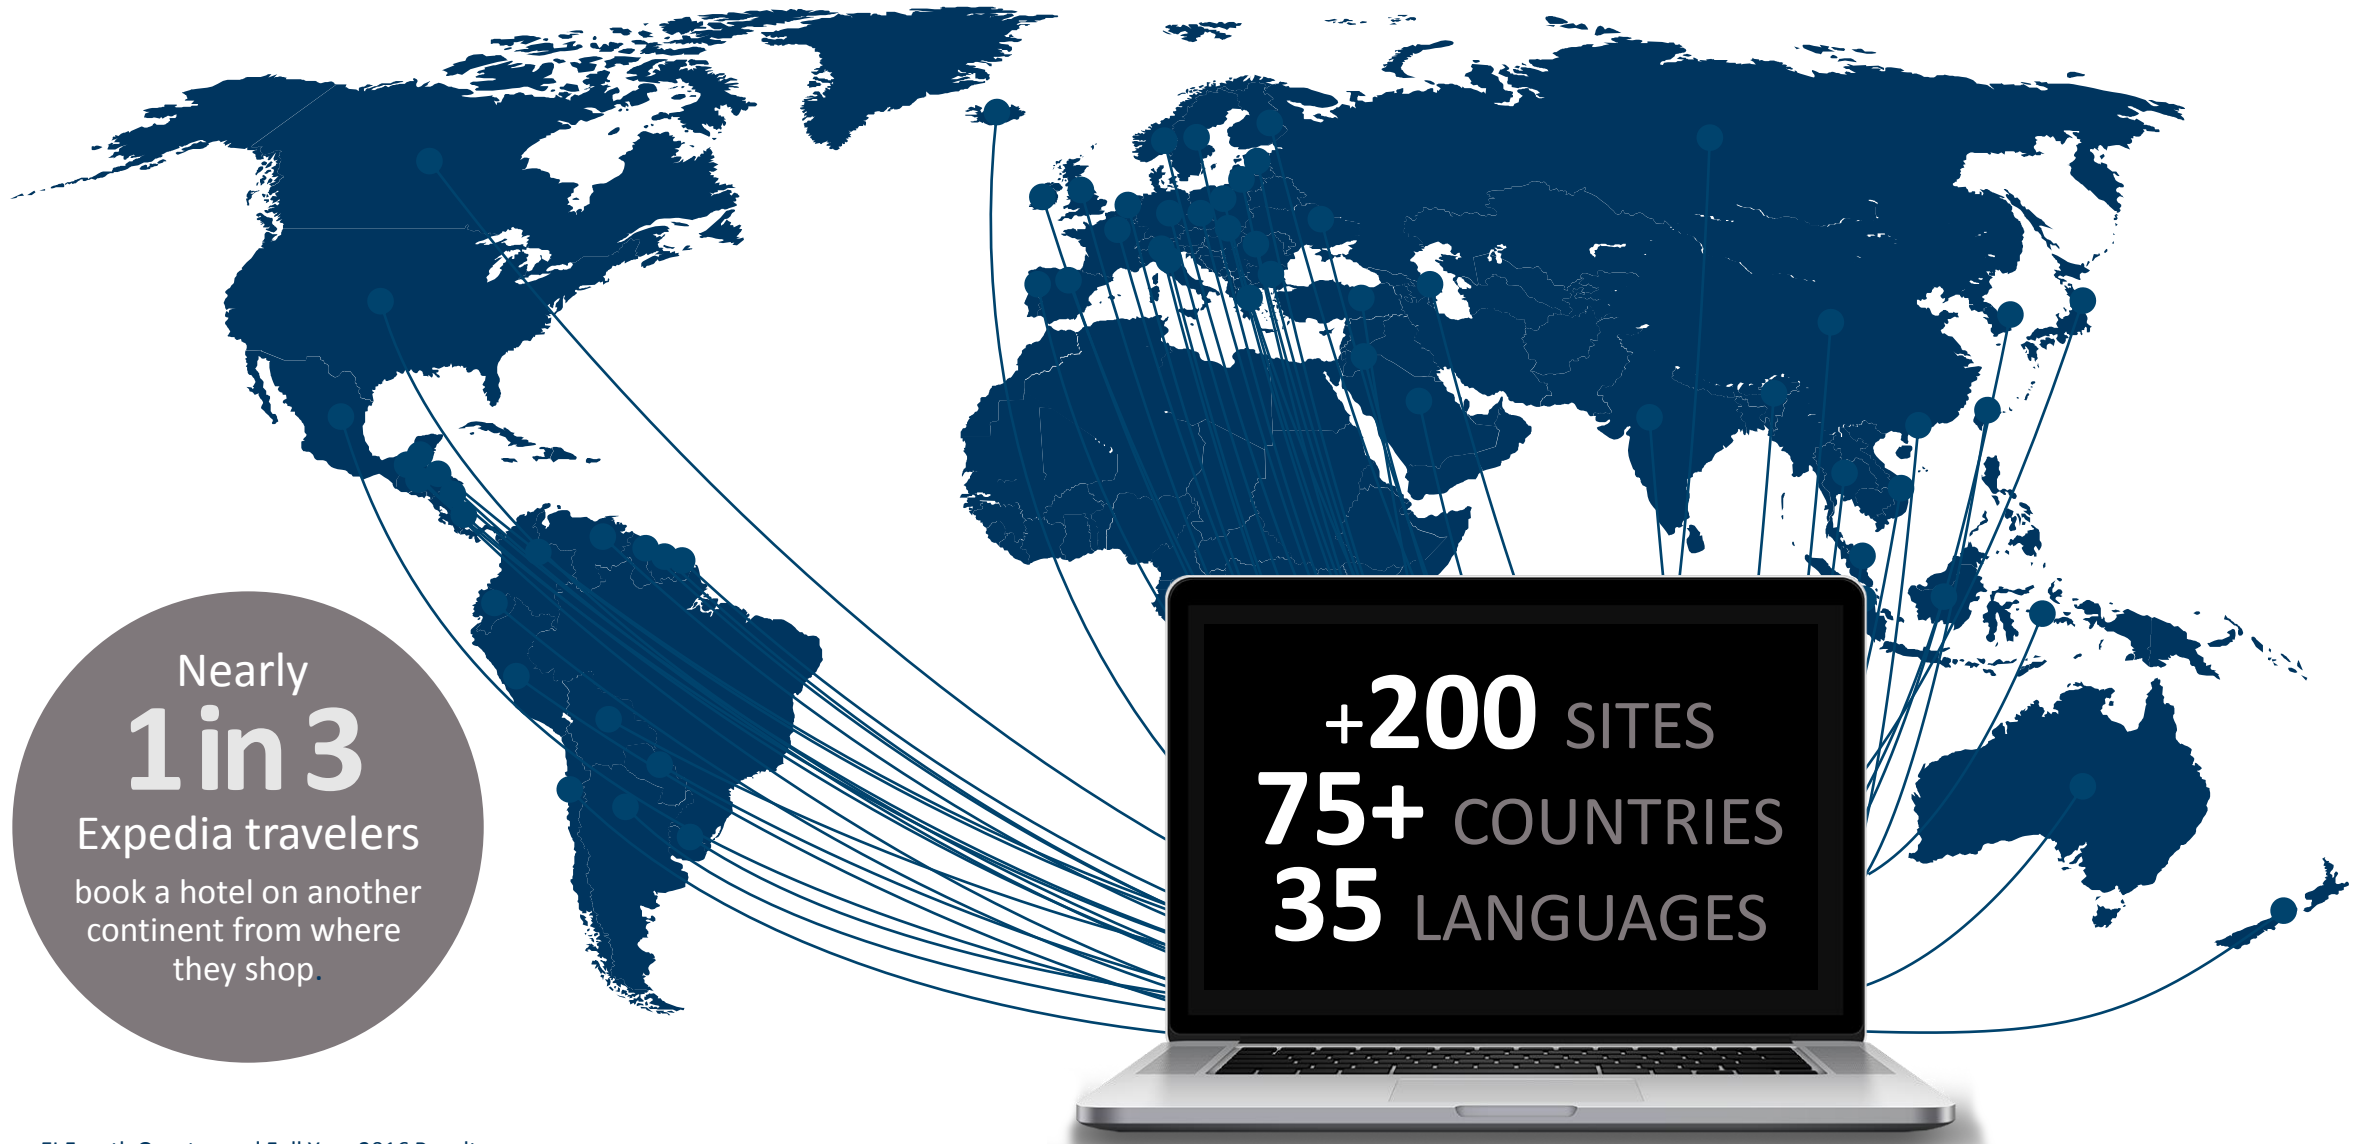 Nearly
1 in 3
Expedia travelers
book a hotel on another
continent from where
they shop.
+200 SITES
75+ COUNTRIES
35 LANGUAGES